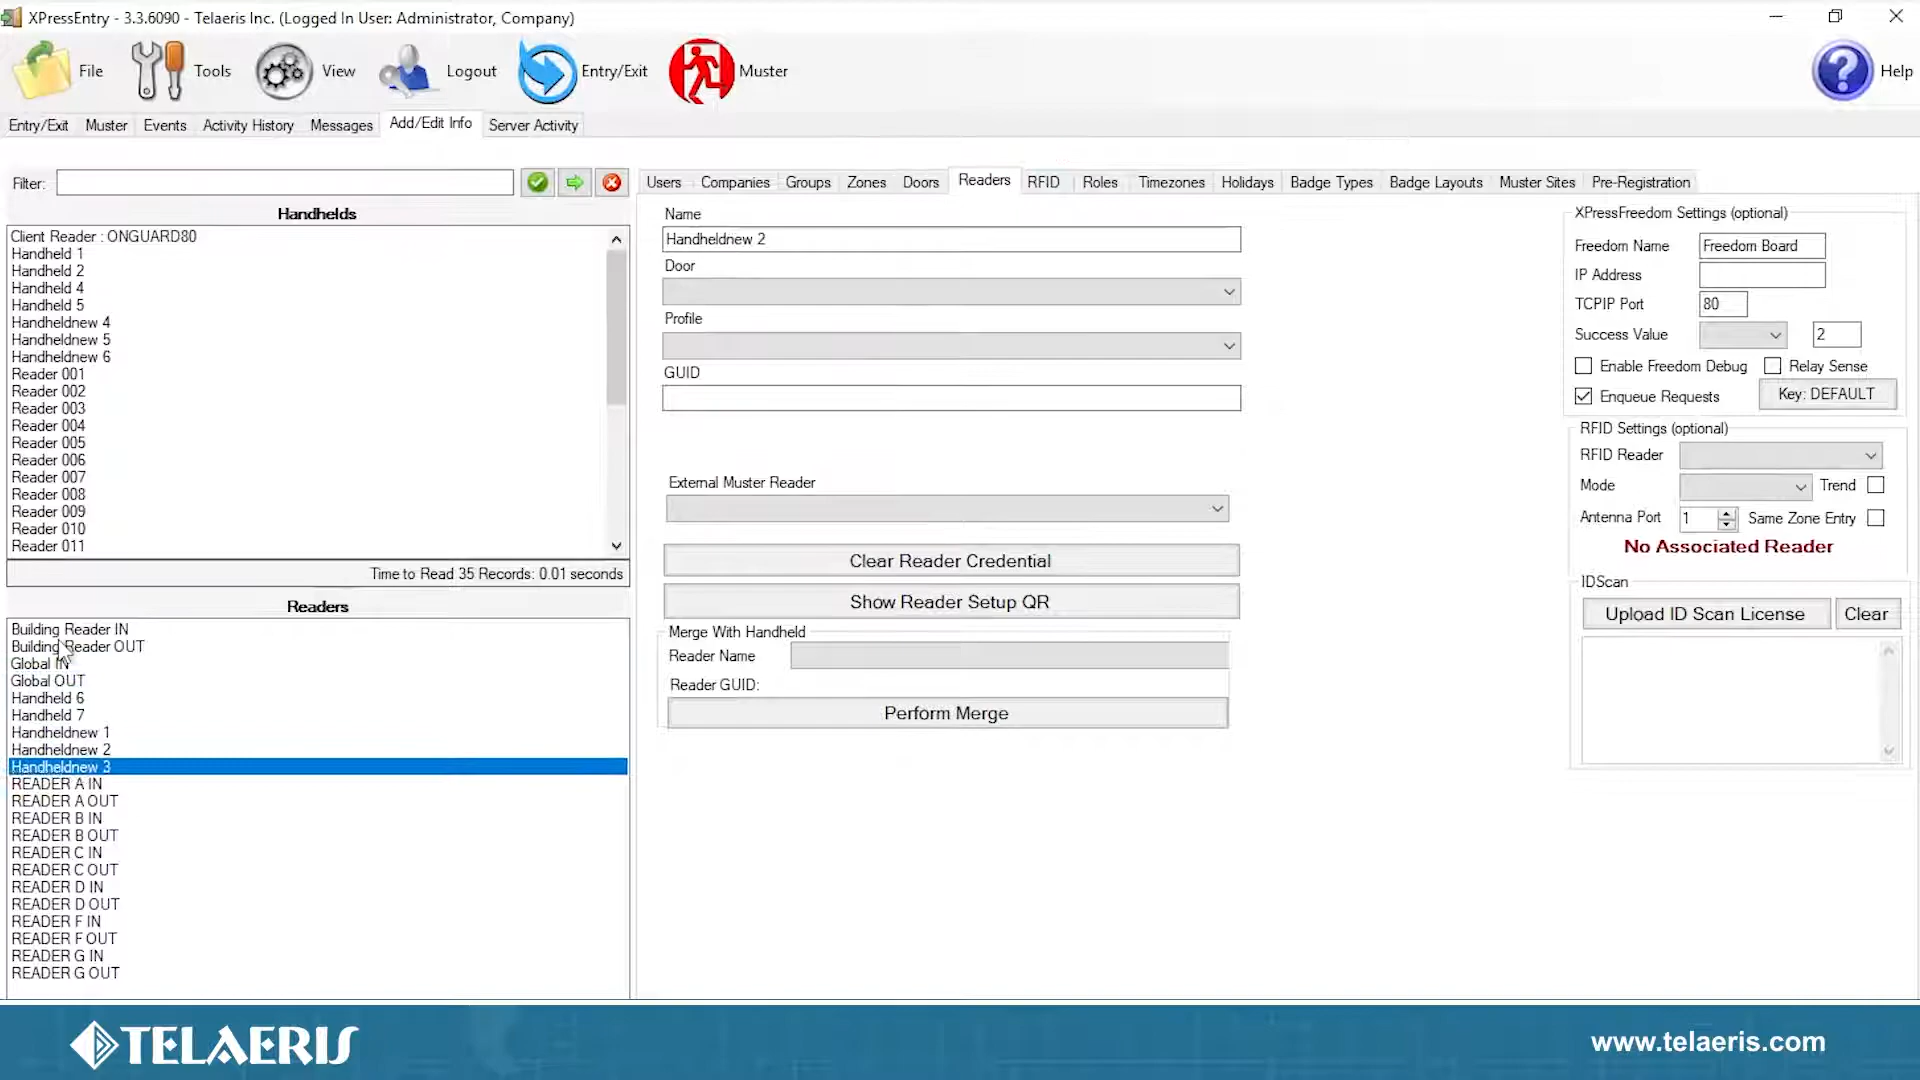 XPressEntry - 3.3.6090 - Telaeris Inc. (Logged In User: Administrator, Company)
File Tools View Logout Entry/Exit Muster Help
Entry/Exit Muster Events Activity History Messages Add/Edit Info Server Activity
Filter:
Handhelds
Client Reader : ONGUARD80
Handheld 1
Handheld 2
Handheld 4
Handheld 5
Handheldnew 4
Handheldnew 5
Handheldnew 6
Reader 001
Reader 002
Reader 003
Reader 004
Reader 005
Reader 006
Reader 007
Reader 008
Reader 009
Reader 010
Reader 011
Time to Read 35 Records: 0.01 seconds
Readers
Building Reader IN
Building Reader OUT
Global IN
Global OUT
Handheld 6
Handheld 7
Handheldnew 1
Handheldnew 2
Handheldnew 3
READER A IN
READER A OUT
READER B IN
READER B OUT
READER C IN
READER C OUT
READER D IN
READER D OUT
READER F IN
READER F OUT
READER G IN
READER G OUT
Users Companies Groups Zones Doors Readers RFID Roles Timezones Holidays Badge Types Badge Layouts Muster Sites Pre-Registration
Name
Handheldnew 2
Door
Profile
GUID
External Muster Reader
Clear Reader Credential
Show Reader Setup QR
Merge With Handheld
Reader Name
Reader GUID:
Perform Merge
XPressFreedom Settings (optional)
Freedom Name Freedom Board
IP Address
TCPIP Port 80
Success Value 2
Enable Freedom Debug Relay Sense
Enqueue Requests Key: DEFAULT
RFID Settings (optional)
RFID Reader
Mode Trend
Antenna Port 1 Same Zone Entry
No Associated Reader
IDScan
Upload ID Scan License Clear
TELAERIS
www.telaeris.com